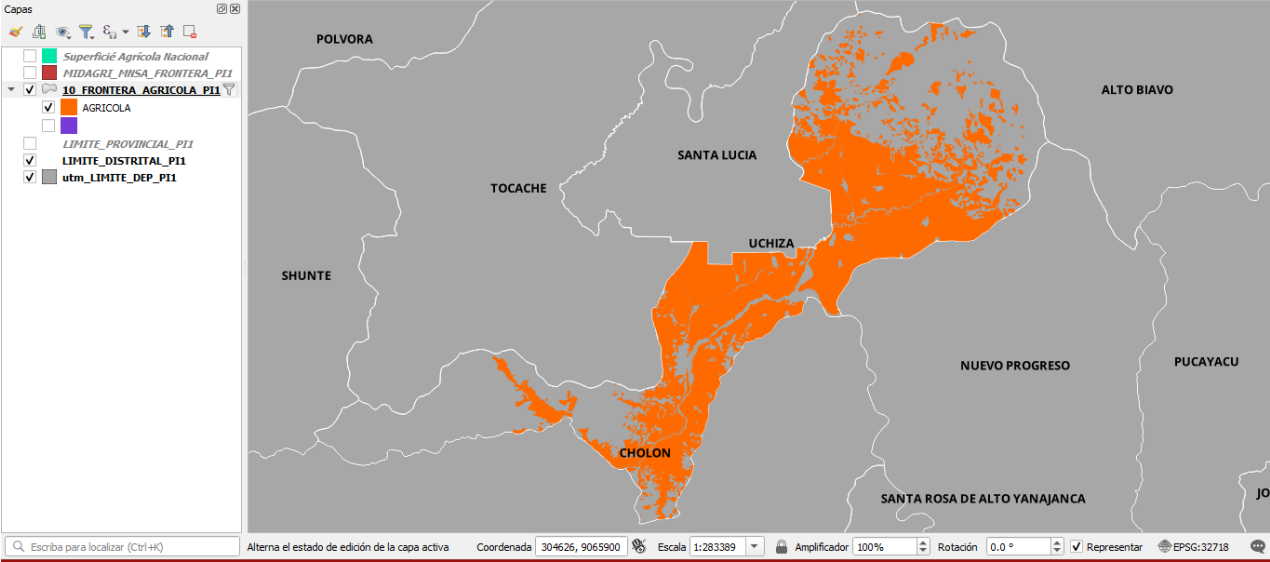 Capas
Superficié Agrícola Nacional
MIDAGRI_MNSA_FRONTERA_PI1
10_FRONTERA_AGRICOLA_PI1
AGRICOLA
LIMITE_PROVINCIAL_PI1
LIMITE_DISTRITAL_PI1
utm_LIMITE_DEP_PI1
POLVORA
ALTO BIAVO
SANTA LUCIA
TOCACHE
UCHIZA
SHUNTE
NUEVO PROGRESO
PUCAYACU
CHOLON
SANTA ROSA DE ALTO YANAJANCA
JO
Escriba para localizar (Ctrl+K) Alterna el estado de edición de la capa activa Coordenada 304626, 9065900 Escala 1:283389 Amplificador 100% Rotación 0.0 ° Representar EPSG:32718